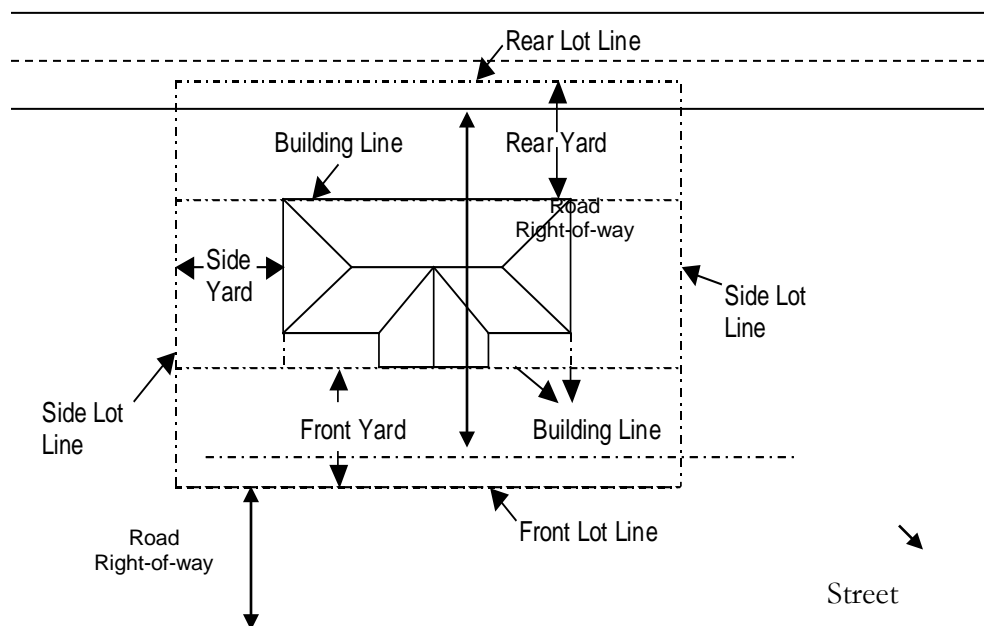 Rear Lot Line
Building Line
Rear Yard
Road
Right-of-way
Side
Yard
Side Lot
Line
Side Lot
Line
Front Yard
Building Line
Front Lot Line
Road
Right-of-way
Street